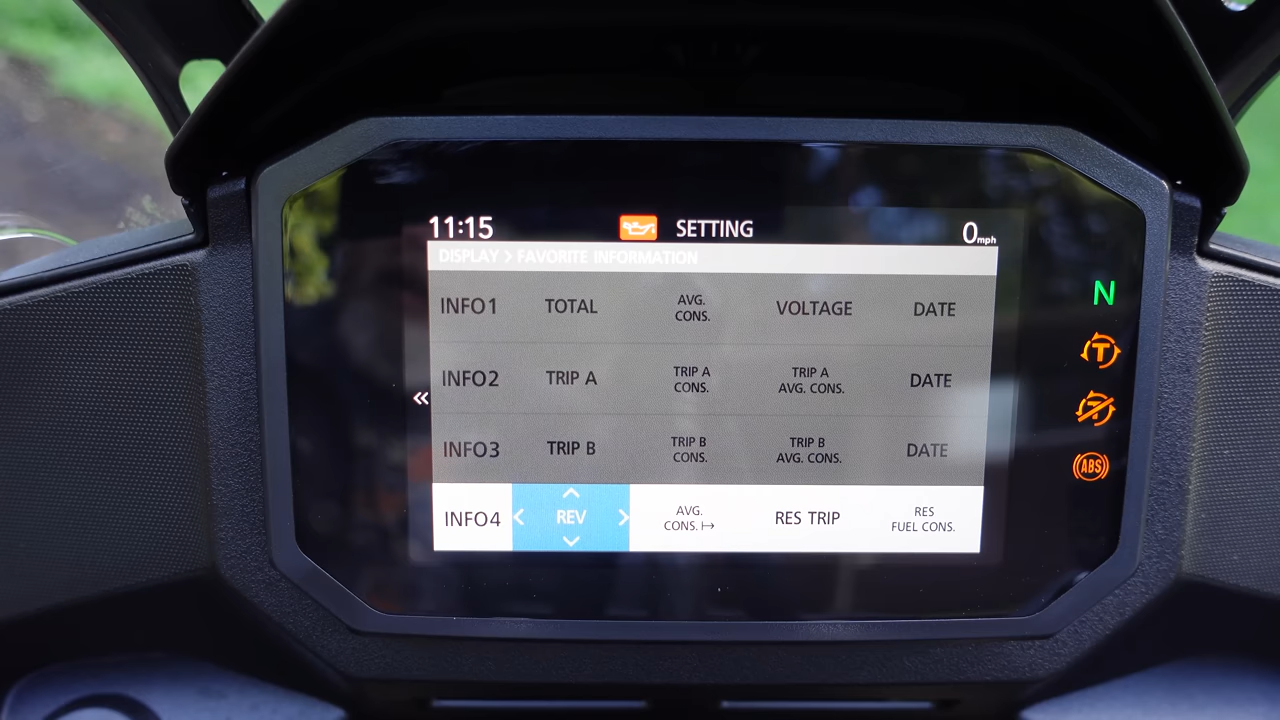 11:15 SETTING 0mph
DISPLAY > FAVORITE INFORMATION
INFO1 TOTAL AVG. CONS. VOLTAGE DATE
INFO2 TRIP A TRIP A CONS. TRIP A AVG. CONS. DATE
INFO3 TRIP B TRIP B CONS. TRIP B AVG. CONS. DATE
INFO4 < REV > AVG. CONS.↦ RES TRIP RES FUEL CONS.
N
T
T
ABS